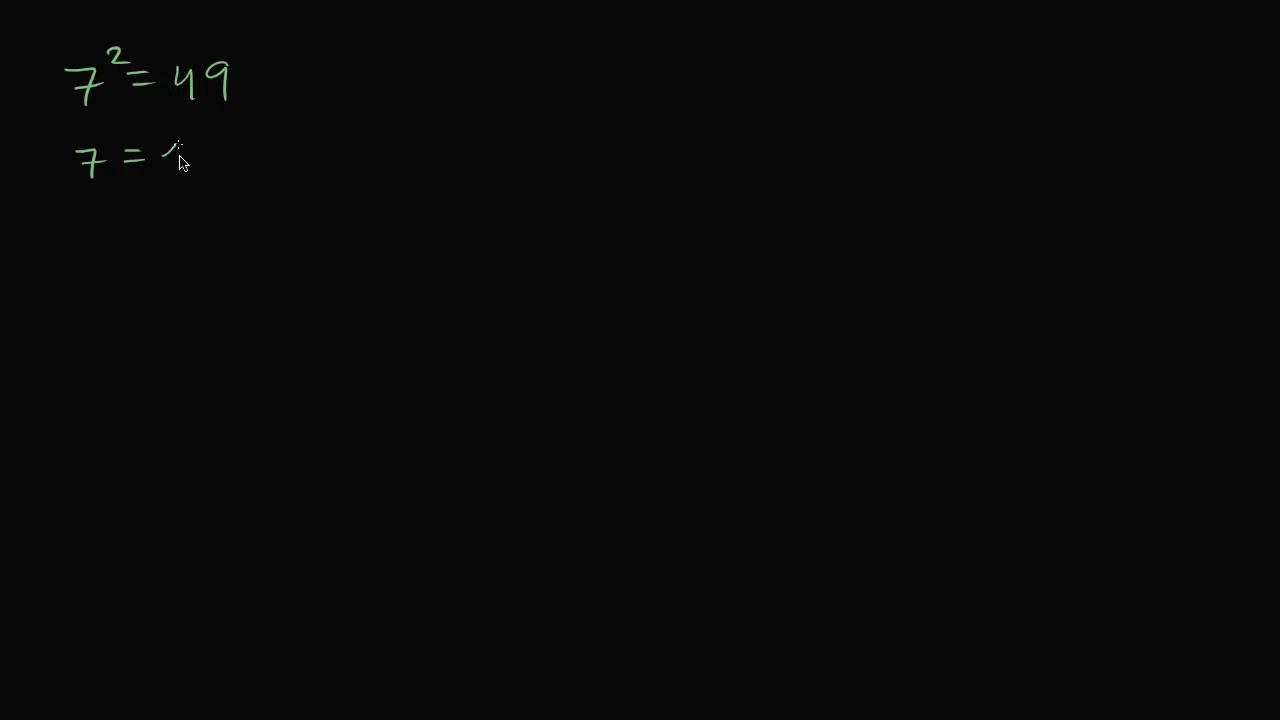 7² = 49
7 =